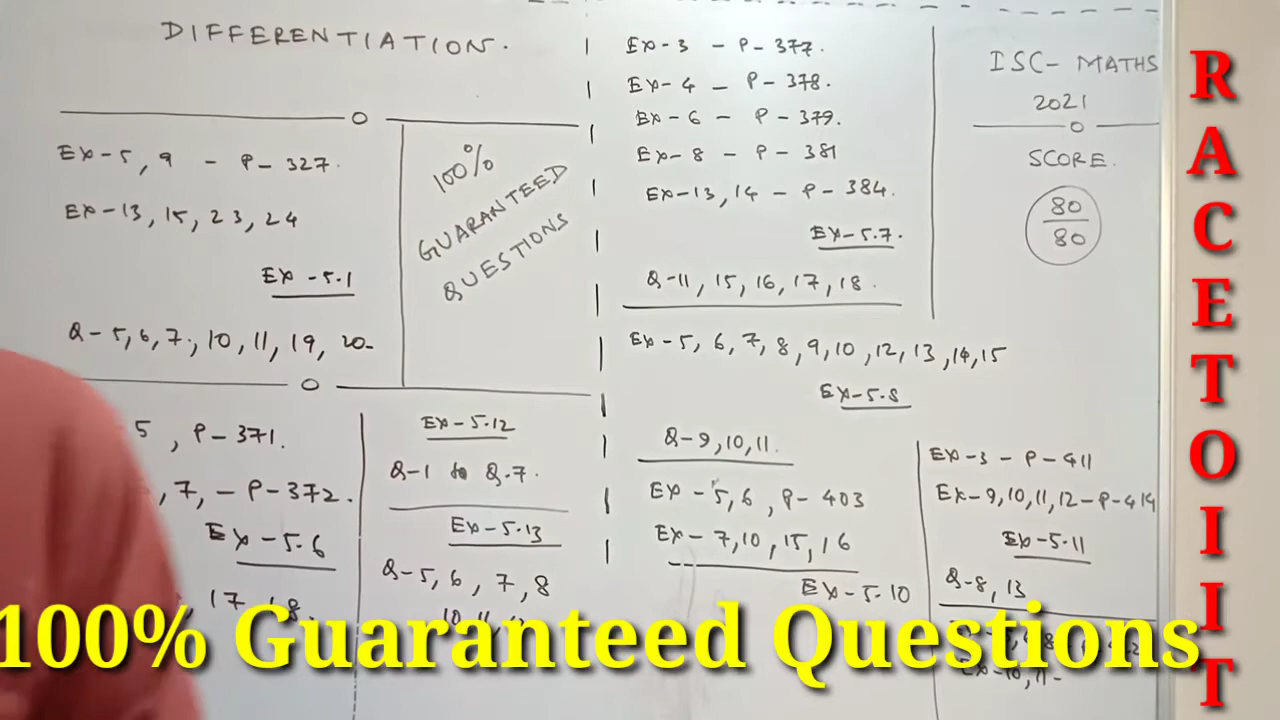 DIFFERENTIATION.
Ex-5, 9 - P-327.
Ex-13, 15, 23, 24
Ex-5.1
Q-5, 6, 7, 10, 11, 19, 20-
100%
GUARANTEED
QUESTIONS
5, P-371.
, 7, - P-372.
Ex-5.6
17, 18.
Ex-5.12
Q-1 to Q.7.
Ex-5.13
Q-5, 6, 7, 8
Ex-3 - P-377.
Ex-4 - P-378.
Ex-6 - P-379.
Ex-8 - P-381
Ex-13, 14 - P-384.
Ex-5.7.
Q-11, 15, 16, 17, 18.
Ex-5, 6, 7, 8, 9, 10, 12, 13, 14, 15
Ex-5.8
Q-9, 10, 11.
Ex-5, 6, P-403
Ex-7, 10, 15, 16
Ex-5.10
ISC- MATHS
2021
SCORE.
80
80
Ex-3 - P-411
Ex-9, 10, 11, 12-P-414
Ex-5.11
Q-8, 13
Ex-10, 11-
100% Guaranteed Questions
RACETOIIT